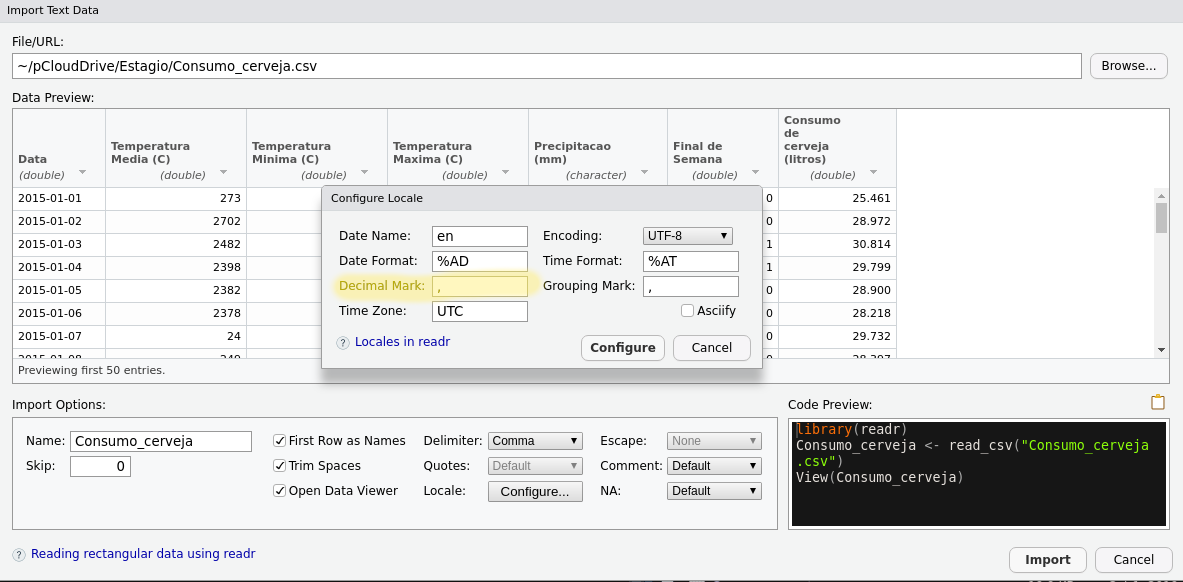 Import Text Data
File/URL:
~/pCloudDrive/Estagio/Consumo_cerveja.csv Browse...
Data Preview:
Data (double) Temperatura Media (C) (double) Temperatura Minima (C) (double) Temperatura Maxima (C) (double) Precipitacao (mm) (character) Final de Semana (double) Consumo de cerveja (litros) (double)
2015-01-01 273 0 25.461
2015-01-02 2702 0 28.972
2015-01-03 2482 1 30.814
2015-01-04 2398 1 29.799
2015-01-05 2382 0 28.900
2015-01-06 2378 0 28.218
2015-01-07 24 0 29.732
Previewing first 50 entries.
Configure Locale
Date Name: en Encoding: UTF-8
Date Format: %AD Time Format: %AT
Decimal Mark: , Grouping Mark: ,
Time Zone: UTC Asciify
? Locales in readr Configure Cancel
Import Options:
Name: Consumo_cerveja First Row as Names Delimiter: Comma Escape: None
Skip: 0 Trim Spaces Quotes: Default Comment: Default
Open Data Viewer Locale: Configure... NA: Default
Code Preview:
library(readr)
Consumo_cerveja <- read_csv("Consumo_cerveja
.csv")
View(Consumo_cerveja)
? Reading rectangular data using readr Import Cancel